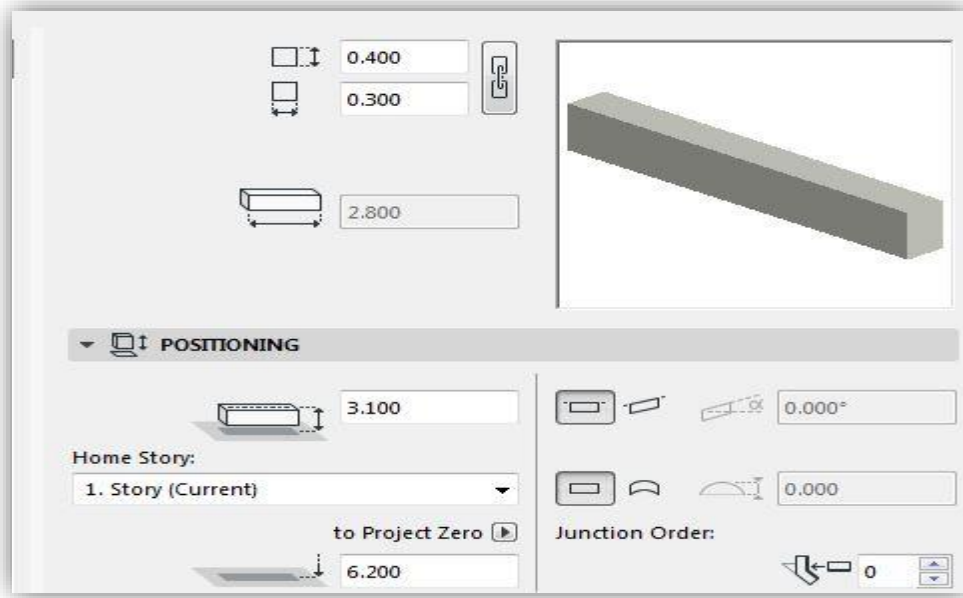 0.400
0.300
2.800
POSITIONING
3.100
0.000°
Home Story:
1. Story (Current)
0.000
to Project Zero
Junction Order:
6.200
0